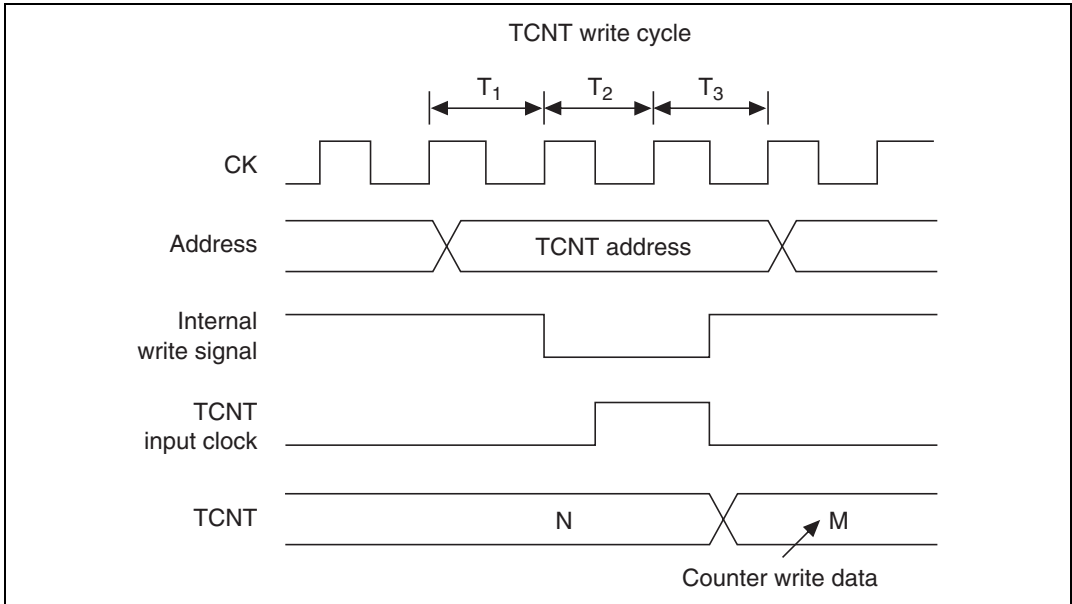 TCNT write cycle
T1 T2 T3
CK
Address
TCNT address
Internal
write signal
TCNT
input clock
TCNT
N
M
Counter write data